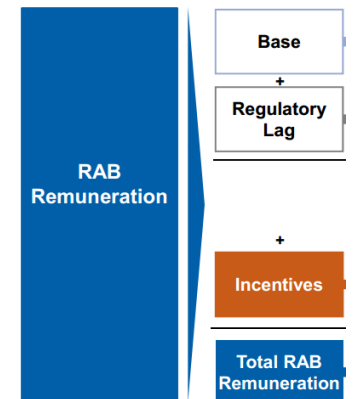 RAB
Remuneration
Base
+
Regulatory
Lag
+
Incentives
Total RAB
Remuneration